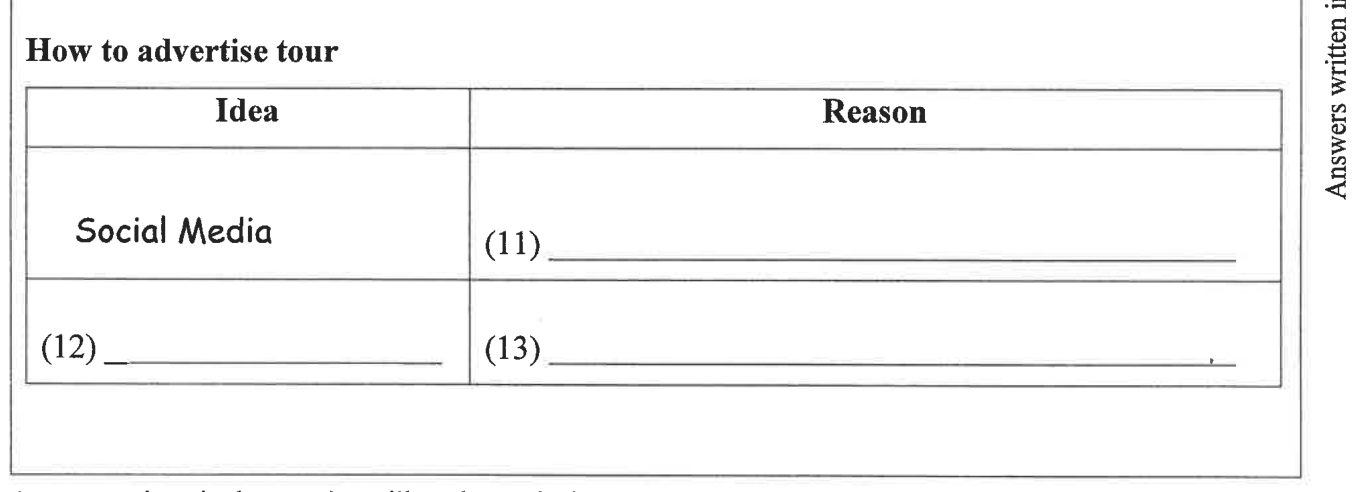 How to advertise tour
Idea Reason
Social Media (11)
(12) (13)
Answers written